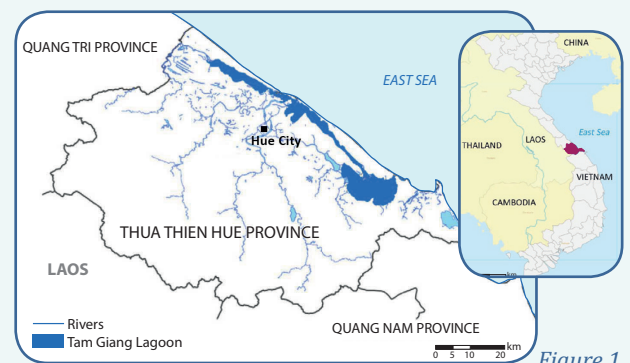 QUANG TRI PROVINCE
EAST SEA
Hue City
THUA THIEN HUE PROVINCE
LAOS
Rivers
Tam Giang Lagoon
QUANG NAM PROVINCE
0 5 10 20 km
CHINA
East Sea
LAOS
THAILAND
VIETNAM
CAMBODIA
km
Figure 1